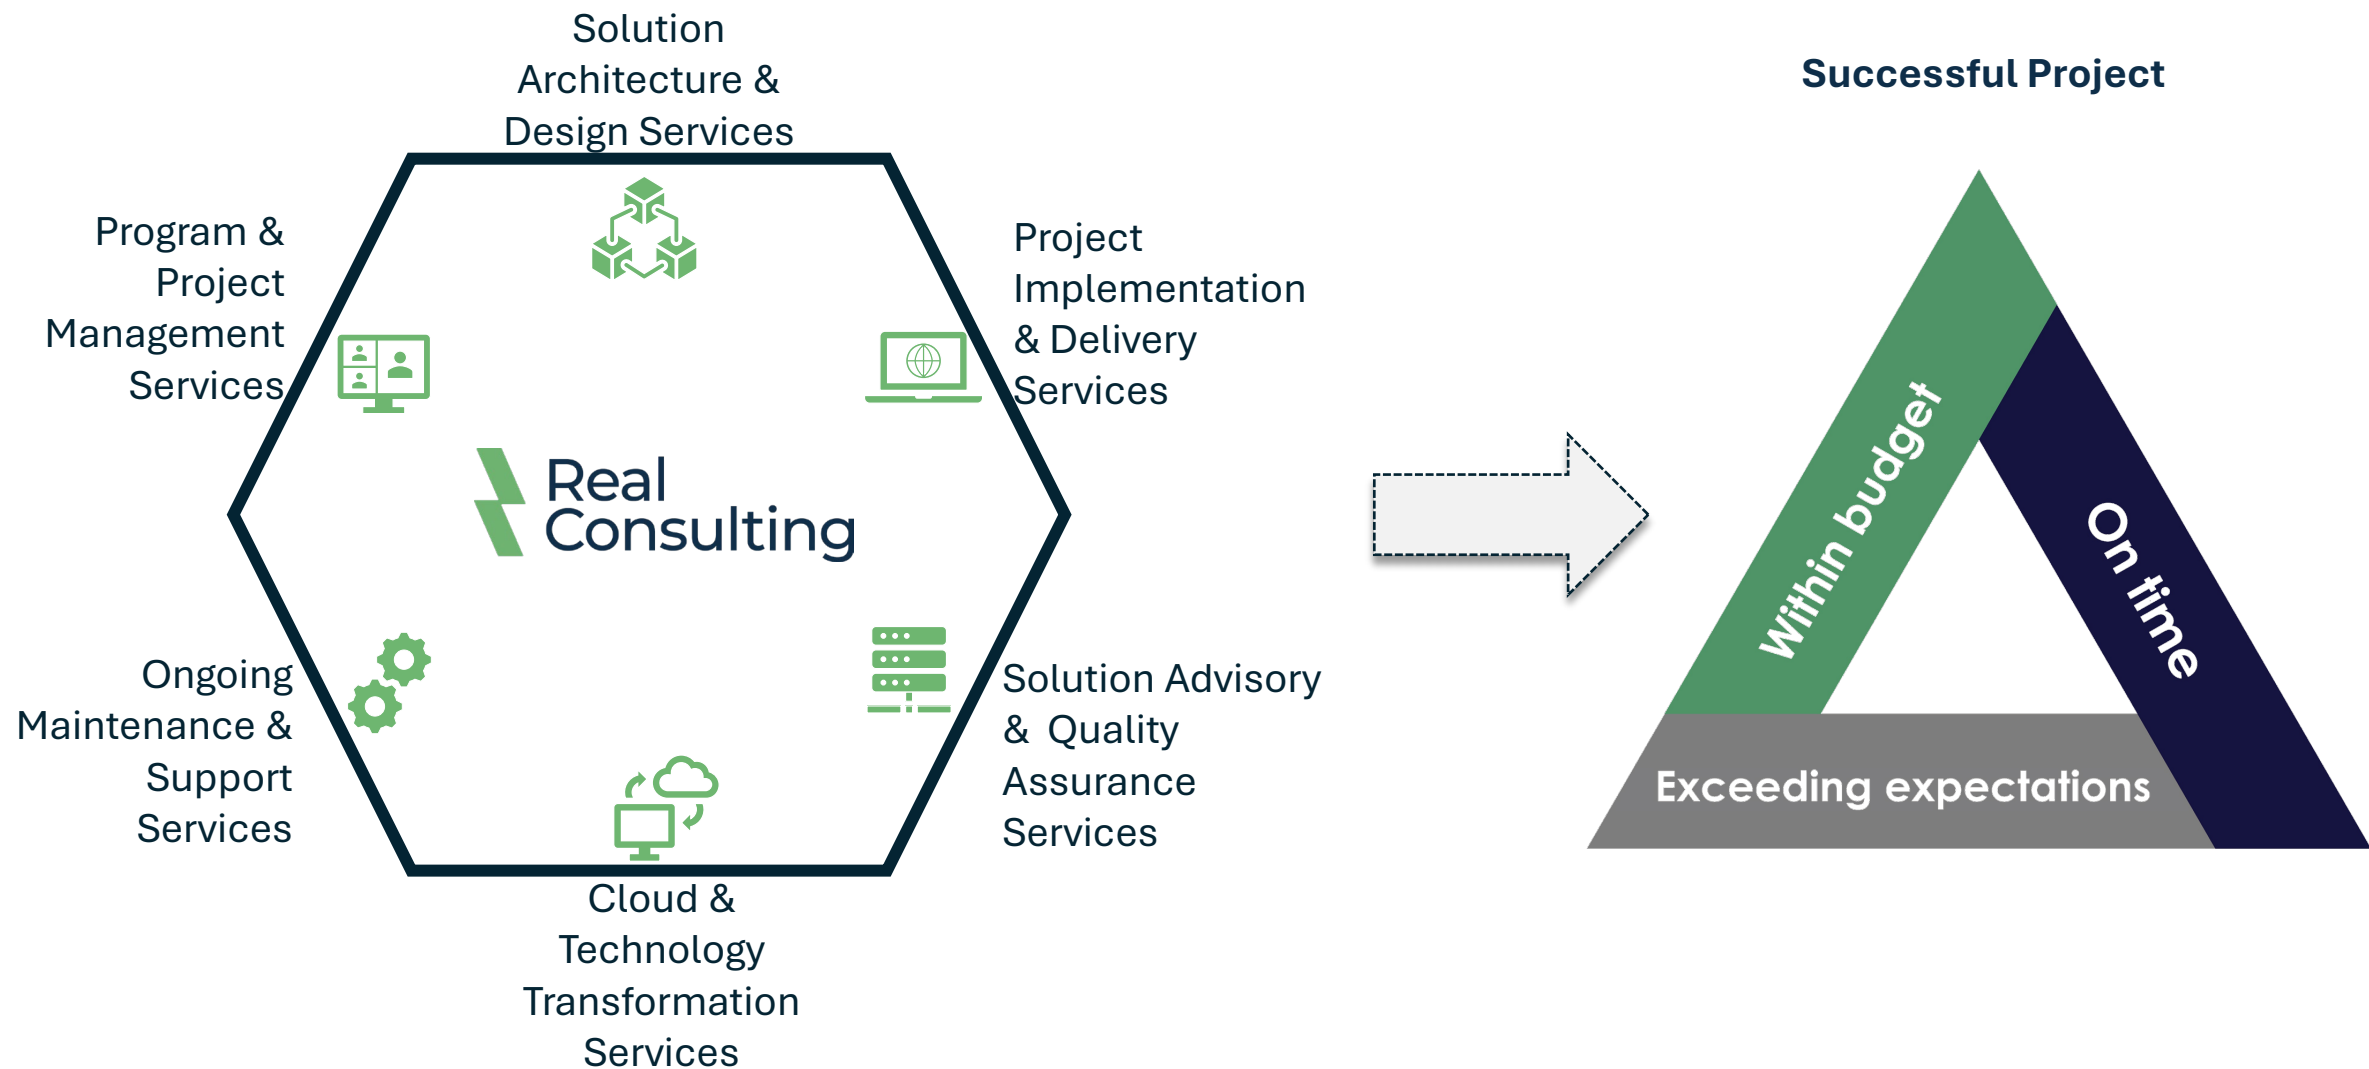 Solution
Architecture &
Design Services
Program &
Project
Management
Services
Project
Implementation
& Delivery
Services
Real
Consulting
Ongoing
Maintenance &
Support
Services
Solution Advisory
& Quality
Assurance
Services
Cloud &
Technology
Transformation
Services
Successful Project
Within budget
On time
Exceeding expectations